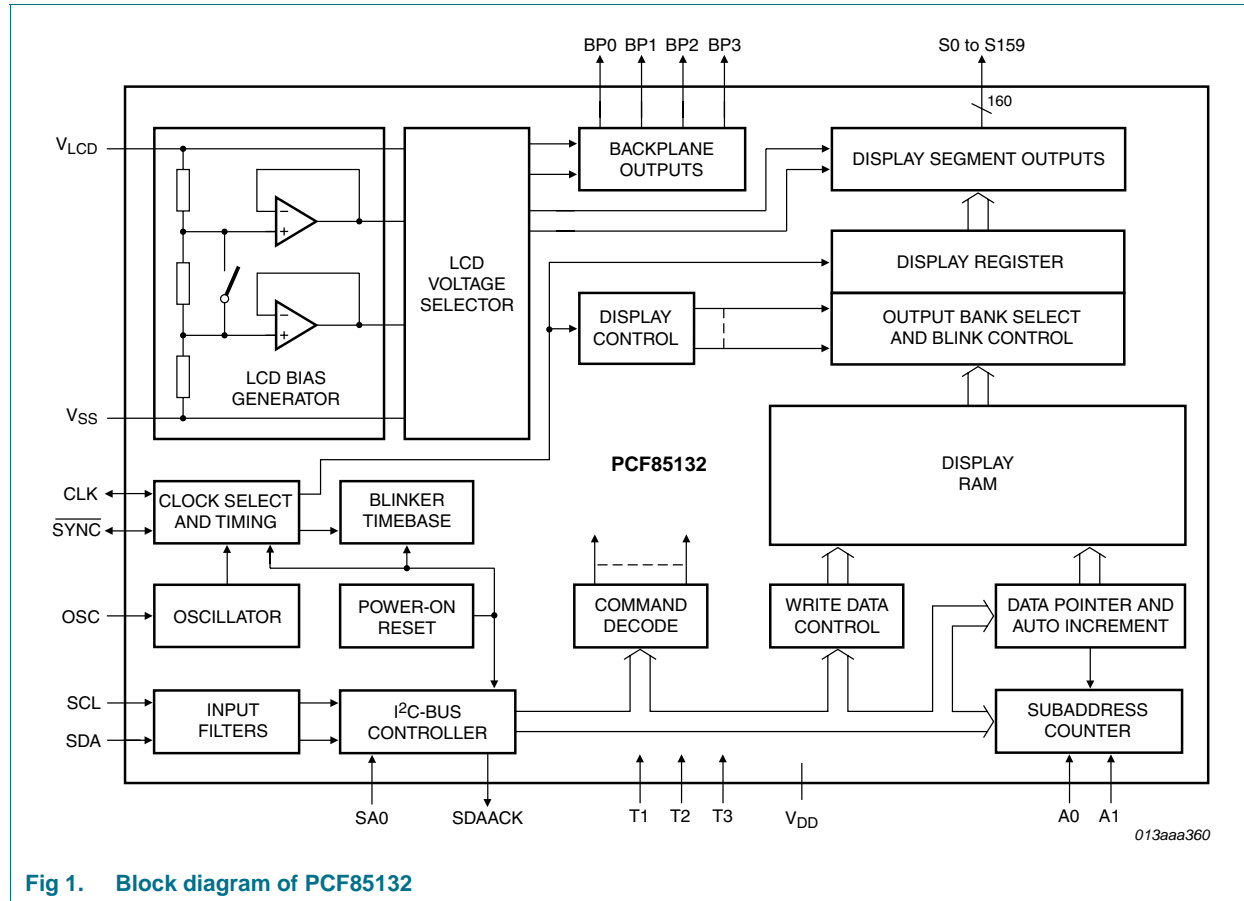 BP0 BP1 BP2 BP3
S0 to S159
160
VLCD
BACKPLANE
OUTPUTS
DISPLAY SEGMENT OUTPUTS
−
+
LCD
VOLTAGE
SELECTOR
DISPLAY REGISTER
−
+
DISPLAY
CONTROL
OUTPUT BANK SELECT
AND BLINK CONTROL
LCD BIAS
GENERATOR
VSS
PCF85132
DISPLAY
RAM
CLK
SYNC
CLOCK SELECT
AND TIMING
BLINKER
TIMEBASE
OSC
OSCILLATOR
POWER-ON
RESET
COMMAND
DECODE
WRITE DATA
CONTROL
DATA POINTER AND
AUTO INCREMENT
SCL
SDA
INPUT
FILTERS
I²C-BUS
CONTROLLER
SUBADDRESS
COUNTER
SA0
SDAACK
T1 T2 T3
VDD
A0 A1
013aaa360
Fig 1. Block diagram of PCF85132